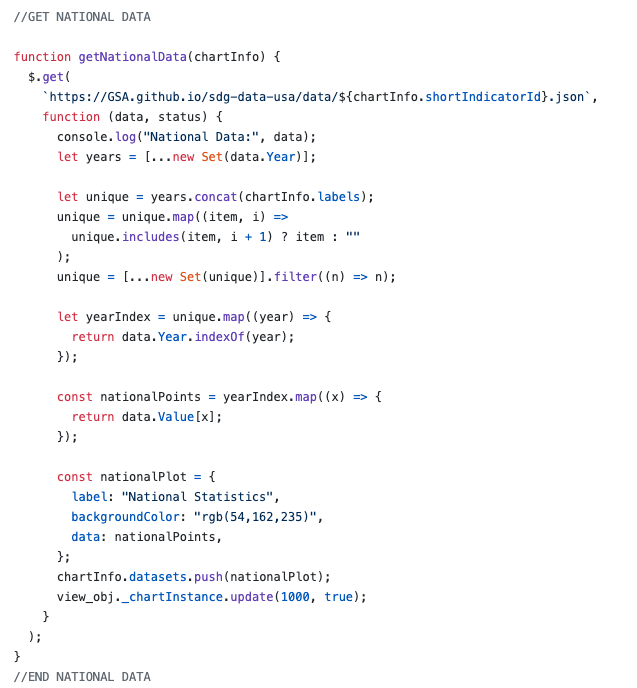 //GET NATIONAL DATA

function getNationalData(chartInfo) {
  $.get(
    `https://GSA.github.io/sdg-data-usa/data/${chartInfo.shortIndicatorId}.json`,
    function (data, status) {
      console.log("National Data:", data);
      let years = [...new Set(data.Year)];

      let unique = years.concat(chartInfo.labels);
      unique = unique.map((item, i) =>
        unique.includes(item, i + 1) ? item : ""
      );
      unique = [...new Set(unique)].filter((n) => n);

      let yearIndex = unique.map((year) => {
        return data.Year.indexOf(year);
      });

      const nationalPoints = yearIndex.map((x) => {
        return data.Value[x];
      });

      const nationalPlot = {
        label: "National Statistics",
        backgroundColor: "rgb(54,162,235)",
        data: nationalPoints,
      };
      chartInfo.datasets.push(nationalPlot);
      view_obj._chartInstance.update(1000, true);
    }
  );
}
//END NATIONAL DATA